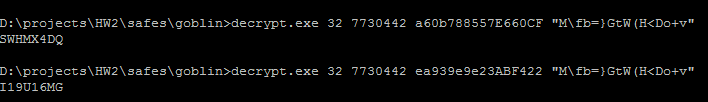 D:\projects\HW2\safes\goblin>decrypt.exe 32 7730442 a60b788557E660CF "M\fb=}GtW(H<Do+v"
SWHMX4DQ
D:\projects\HW2\safes\goblin>decrypt.exe 32 7730442 ea939e9e23ABF422 "M\fb=}GtW(H<Do+v"
I19U16MG